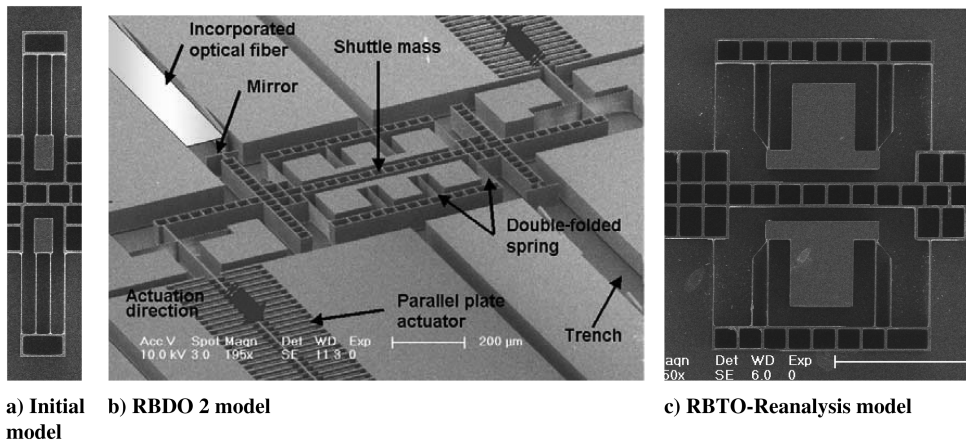 Incorporated
optical fiber
Mirror
Shuttle mass
Double-folded
spring
Trench
Actuation
direction
Parallel plate
actuator
Acc V Spot Magn Det WD Exp
10.0 kV 3.0 195x SE 11.3 0 200 µm
agn Det WD Exp
50x SE 6.0 0
a) Initial
model
b) RBDO 2 model
c) RBTO-Reanalysis model